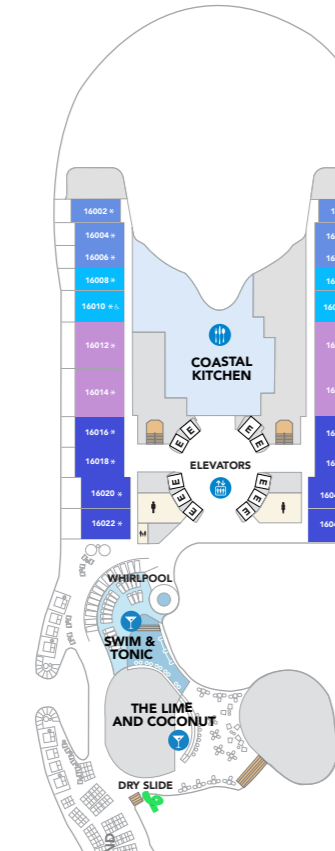 16002 *
16004 *
16006 *
16008 *
16010 *♿
16012 *
16014 *
16016 *
16018 *
16020 *
16022 *
COASTAL
KITCHEN
E E E
E E E
ELEVATORS
E E E E
E E E E
WHIRLPOOL
SWIM &
TONIC
THE LIME
AND COCONUT
DRY SLIDE